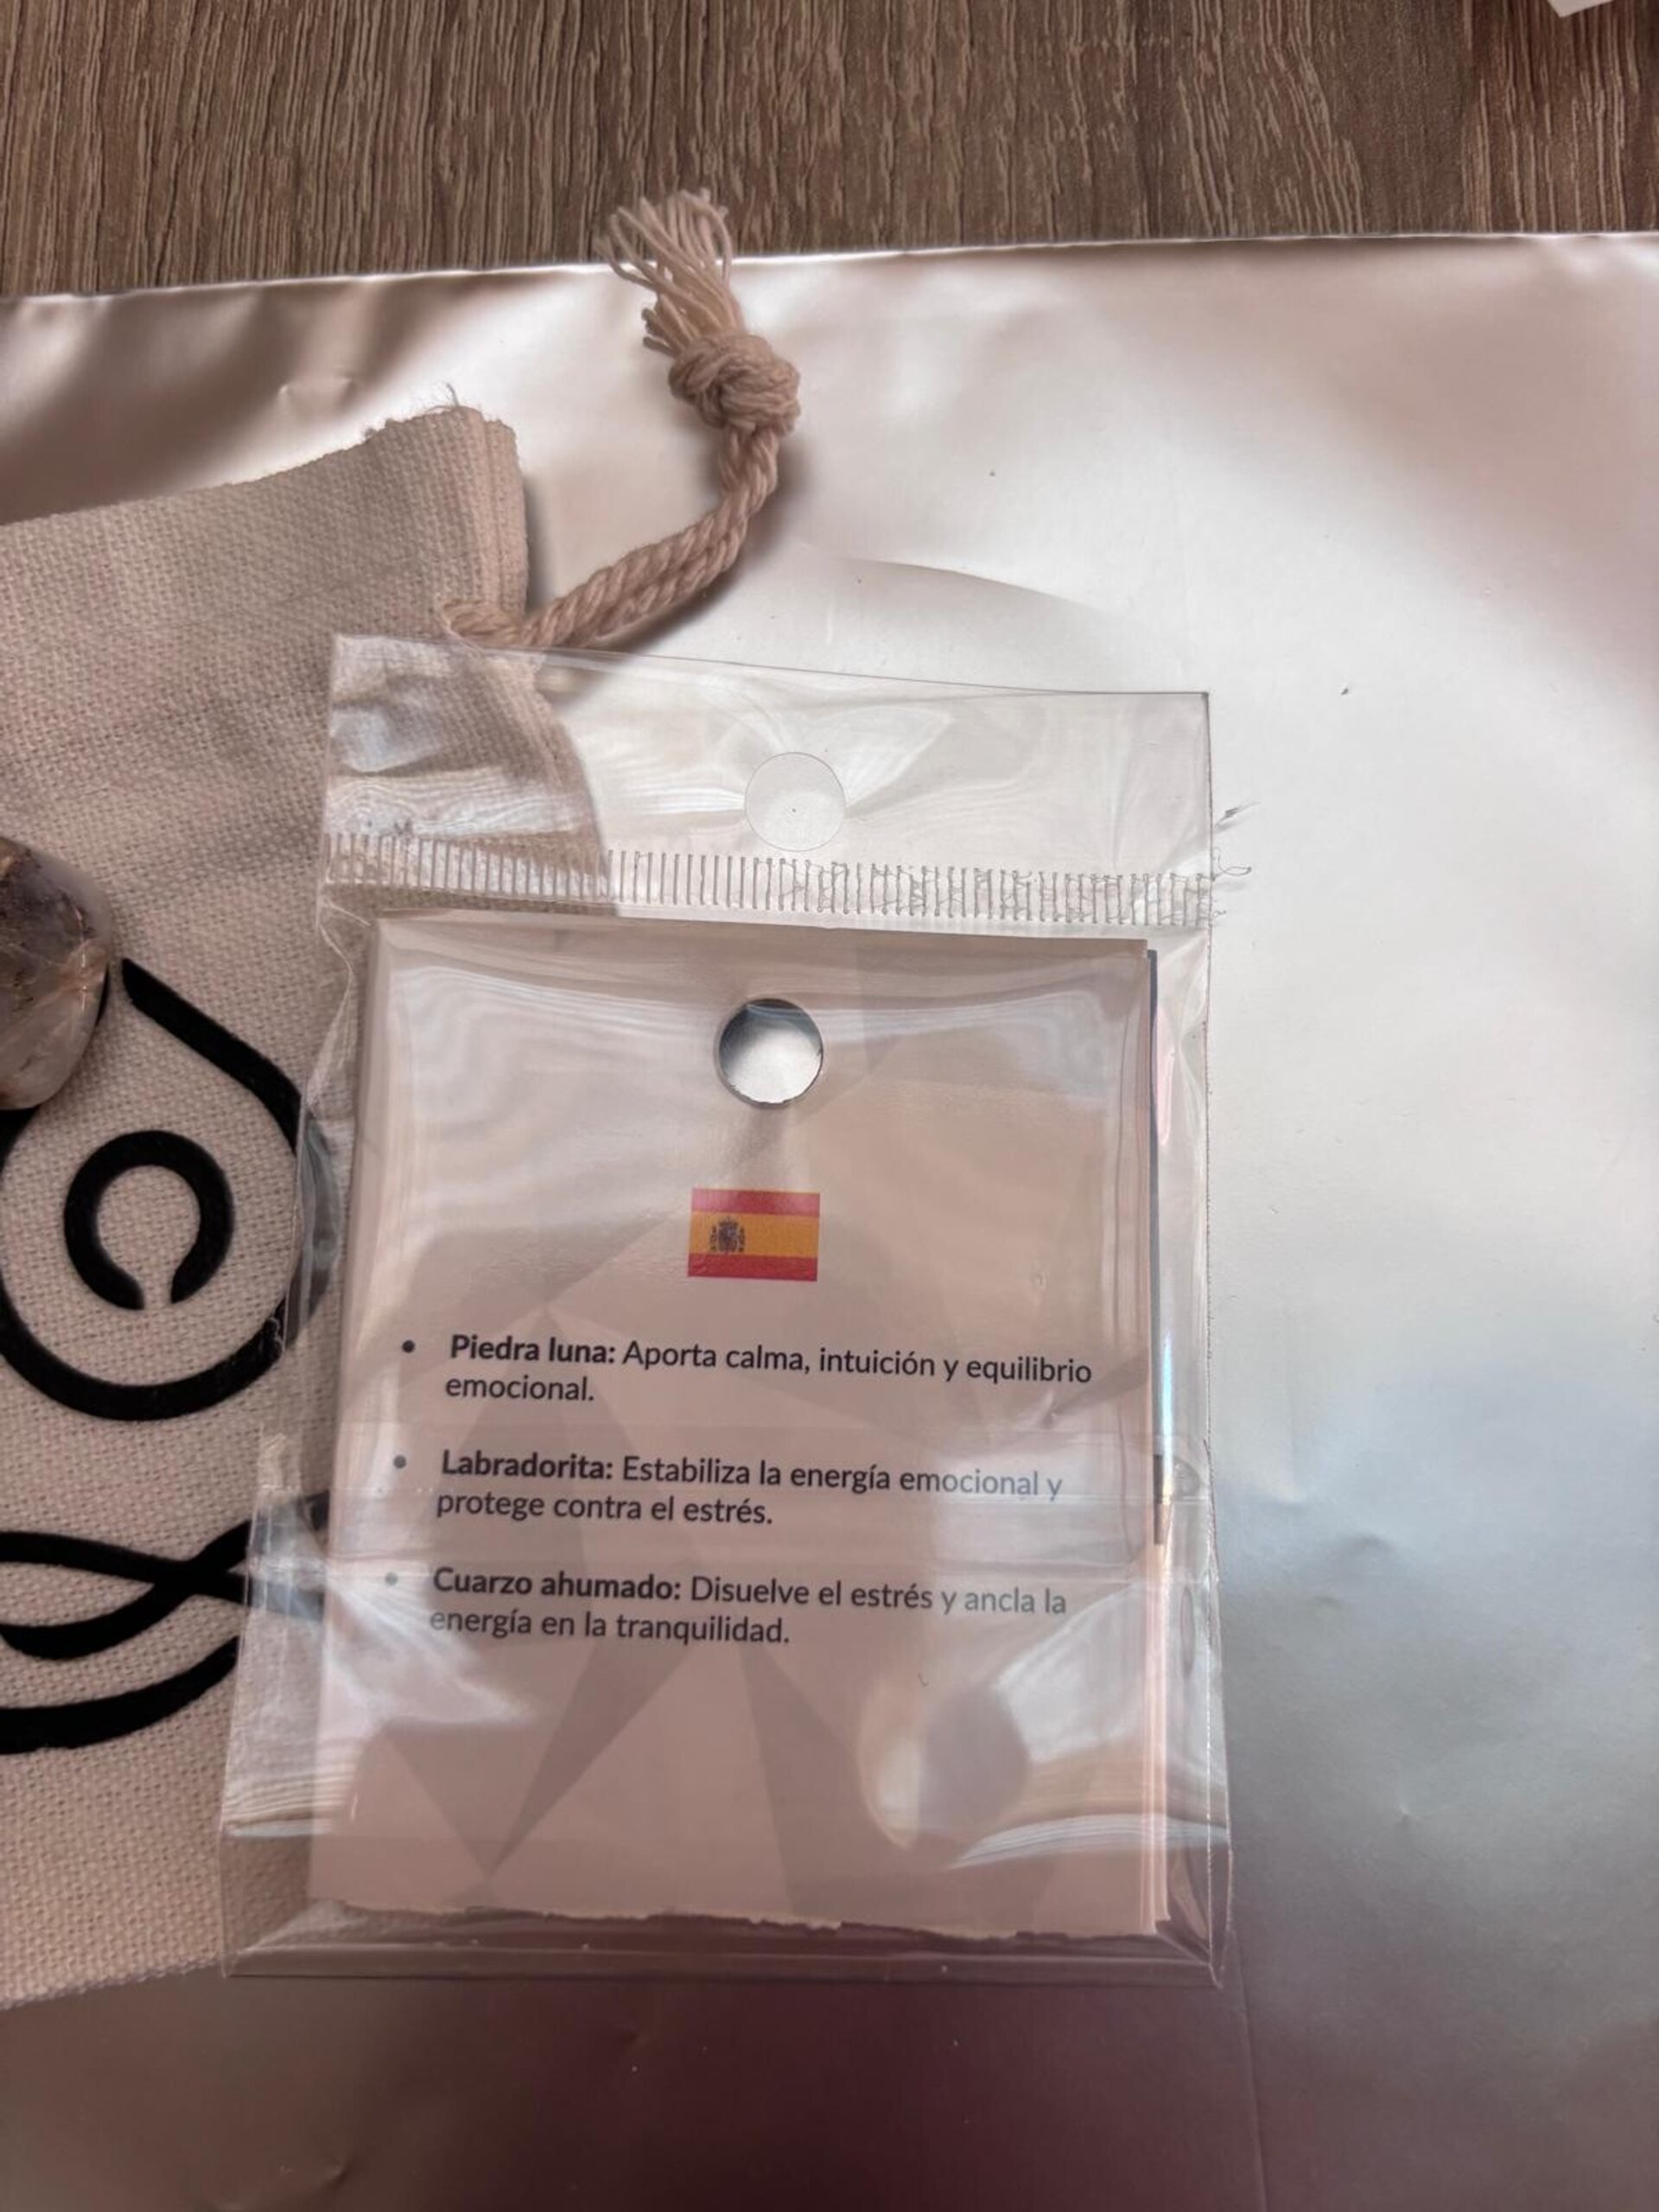 • Piedra luna: Aporta calma, intuición y equilibrio
emocional.
• Labradorita: Estabiliza la energía emocional y
protege contra el estrés.
• Cuarzo ahumado: Disuelve el estrés y ancla la
energía en la tranquilidad.